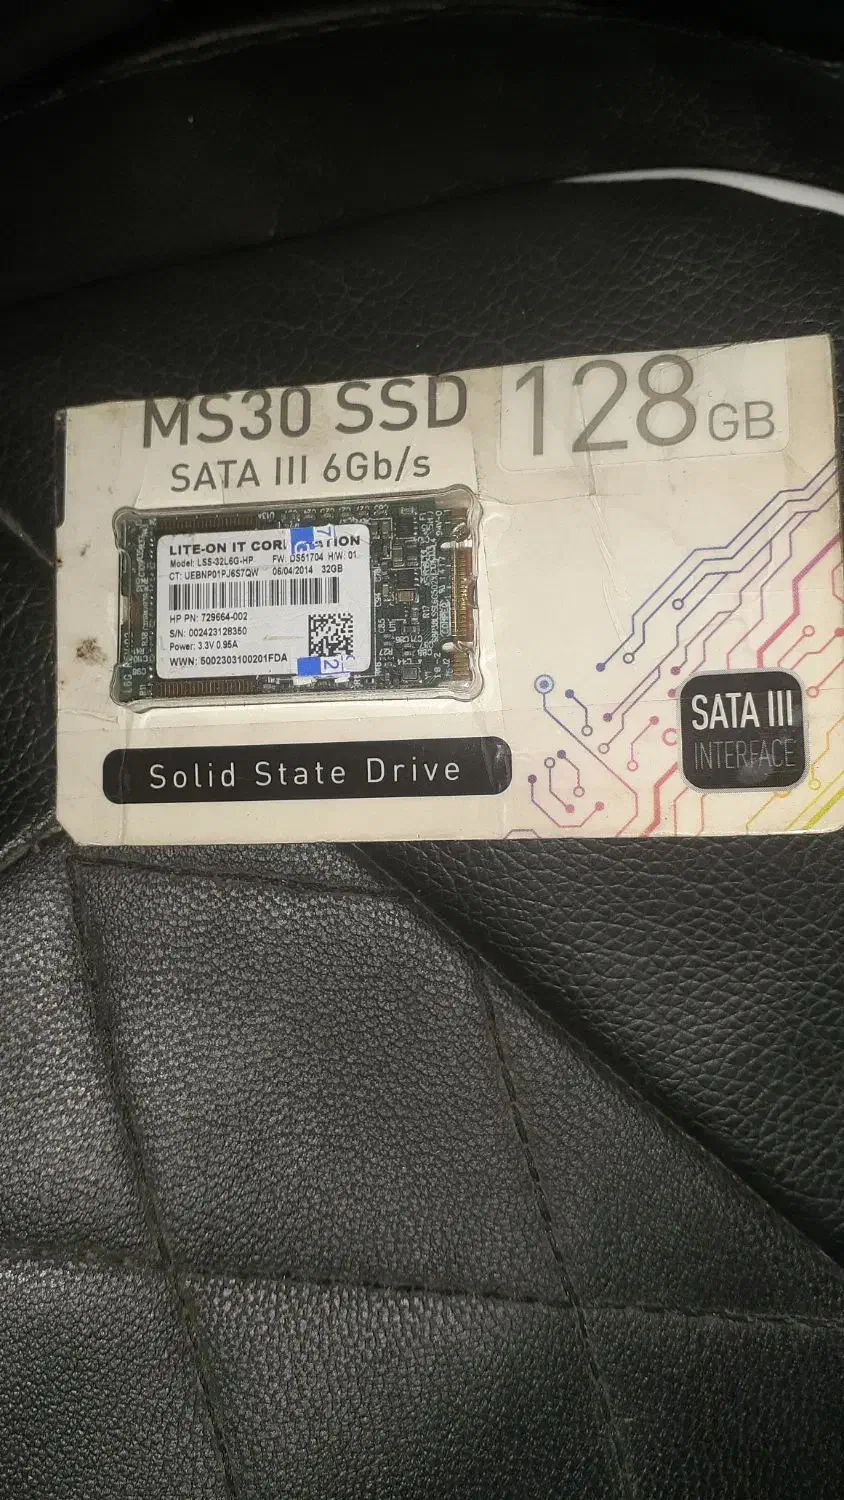 MS30 SSD
128GB
SATA III 6Gb/s
LITE-ON IT
Model: LSS-32L6G-HP FW: DS51704 H/W: 01
CT: UEBNP01PJ6S7QW 06/04/2014 32GB
HP PN: 729664-002
S/N: 002423128350
Power: 3.3V 0.95A
WWN: 5002303100201FDA
Solid State Drive
SATA III
INTERFACE